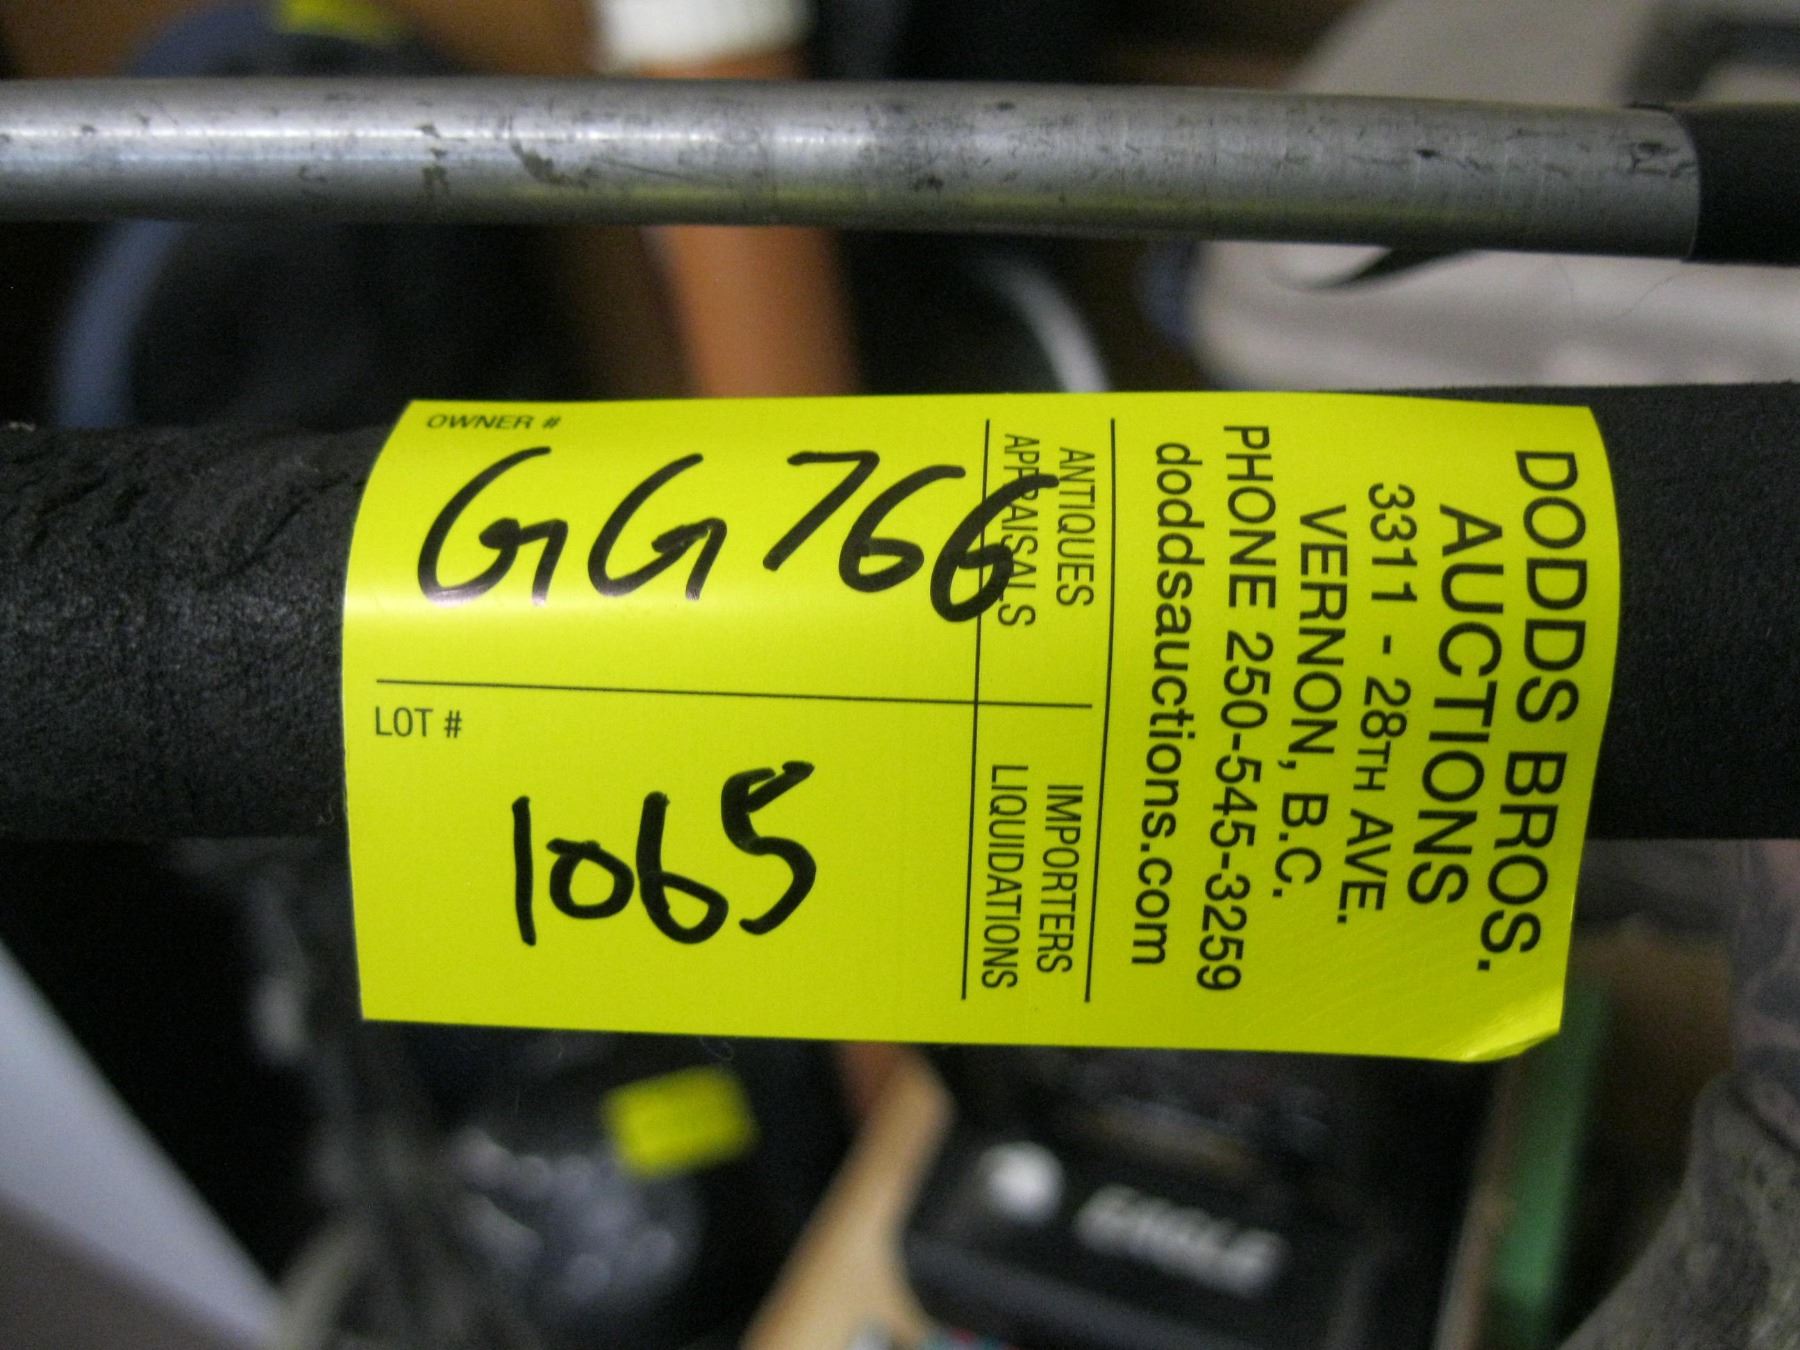 OWNER #
GG766
LOT #
1065
ANTIQUES
APPRAISALS
IMPORTERS
LIQUIDATIONS
DODDS BROS.
AUCTIONS
3311 - 28TH AVE.
VERNON, B.C.
PHONE 250-545-3259
doddsauctions.com
EAGLE